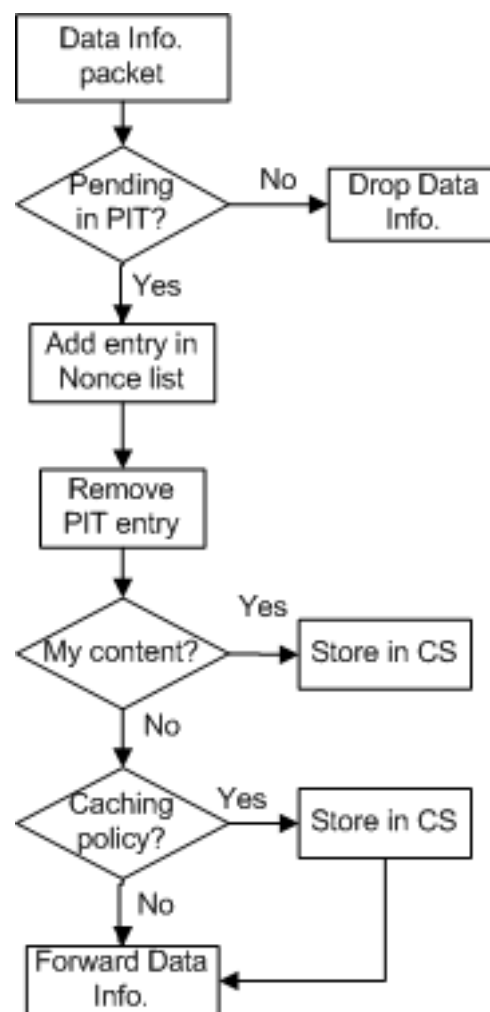 Data Info.
packet
Pending
in PIT?
No
Drop Data
Info.
Yes
Add entry in
Nonce list
Remove
PIT entry
My content?
Yes
Store in CS
No
Caching
policy?
Yes
Store in CS
No
Forward Data
Info.